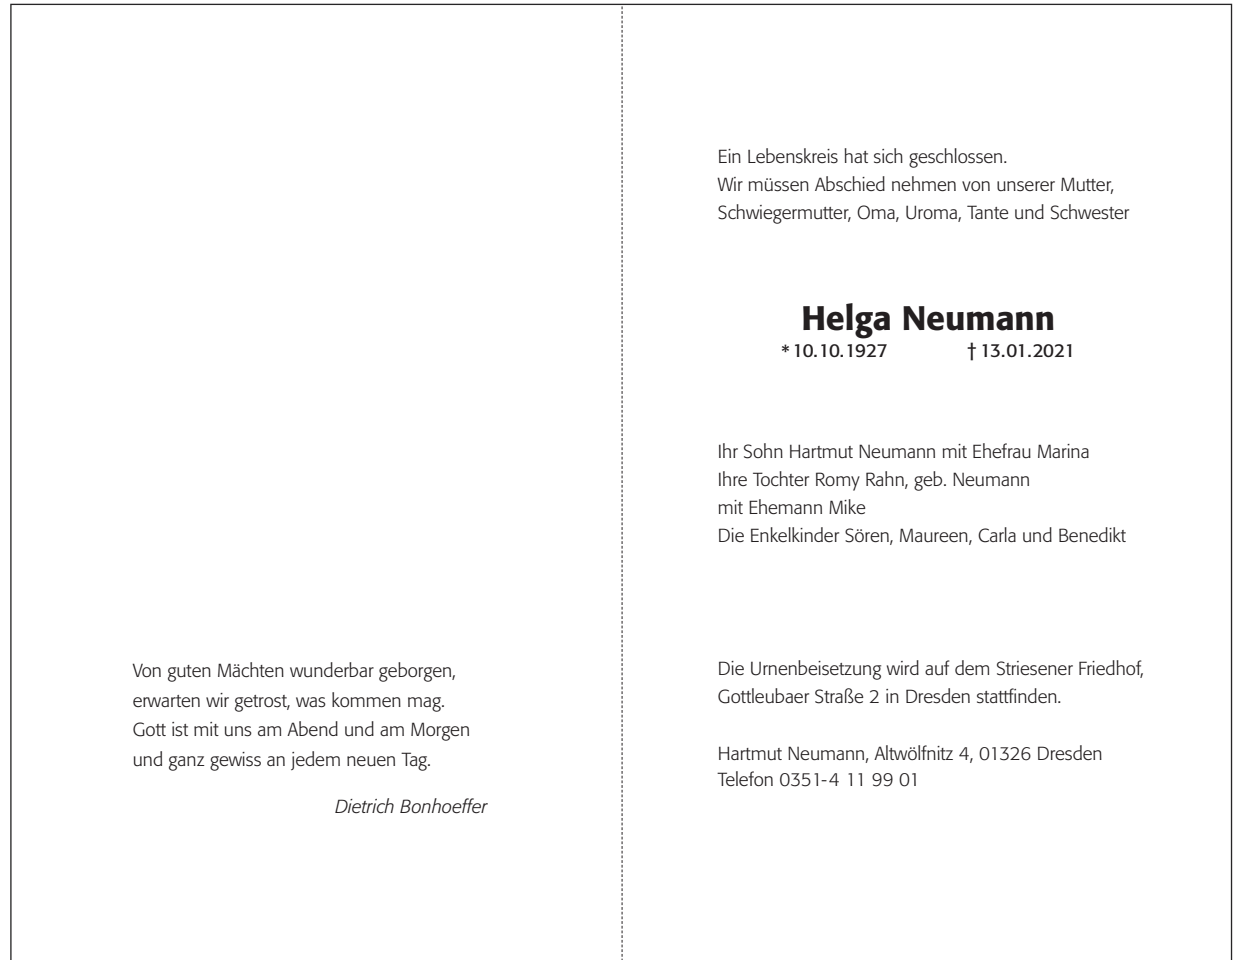 Von guten Mächten wunderbar geborgen,
erwarten wir getrost, was kommen mag.
Gott ist mit uns am Abend und am Morgen
und ganz gewiss an jedem neuen Tag.
Dietrich Bonhoeffer
Ein Lebenskreis hat sich geschlossen.
Wir müssen Abschied nehmen von unserer Mutter,
Schwiegermutter, Oma, Uroma, Tante und Schwester
Helga Neumann
* 10.10.1927 † 13.01.2021
Ihr Sohn Hartmut Neumann mit Ehefrau Marina
Ihre Tochter Romy Rahn, geb. Neumann
mit Ehemann Mike
Die Enkelkinder Sören, Maureen, Carla und Benedikt
Die Urnenbeisetzung wird auf dem Striesener Friedhof,
Gottleubaer Straße 2 in Dresden stattfinden.
Hartmut Neumann, Altwölfnitz 4, 01326 Dresden
Telefon 0351-4 11 99 01